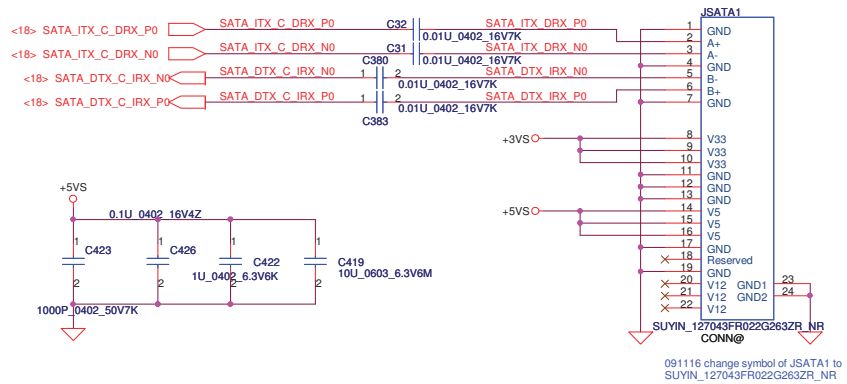 JSATA1
<18> SATA_ITX_C_DRX_P0 SATA_ITX_C_DRX_P0 C32 SATA_ITX_DRX_P0
0.01U_0402_16V7K
<18> SATA_ITX_C_DRX_N0 SATA_ITX_C_DRX_N0 C31 SATA_ITX_DRX_N0
0.01U_0402_16V7K
C380
<18> SATA_DTX_C_IRX_N0 SATA_DTX_C_IRX_N0 1 2 SATA_DTX_IRX_N0
0.01U_0402_16V7K
<18> SATA_DTX_C_IRX_P0 SATA_DTX_C_IRX_P0 1 2 SATA_DTX_IRX_P0
0.01U_0402_16V7K
C383
1 GND
2 A+
3 A-
4 GND
5 B-
6 B+
7 GND
+3VS
8 V33
9 V33
10 V33
11 GND
12 GND
13 GND
+5VS
14 V5
15 V5
16 V5
17 GND
18 Reserved
19 GND
20 V12 GND1 23
21 V12 GND2 24
22 V12
SUYIN_127043FR022G263ZR_NR
CONN@
+5VS
0.1U_0402_16V4Z
1 1 1 1
C423 C426 C422 C419
1U_0402_6.3V6K 10U_0603_6.3V6M
2 2 2 2
1000P_0402_50V7K
091116 change symbol of JSATA1 to
SUYIN_127043FR022G263ZR_NR